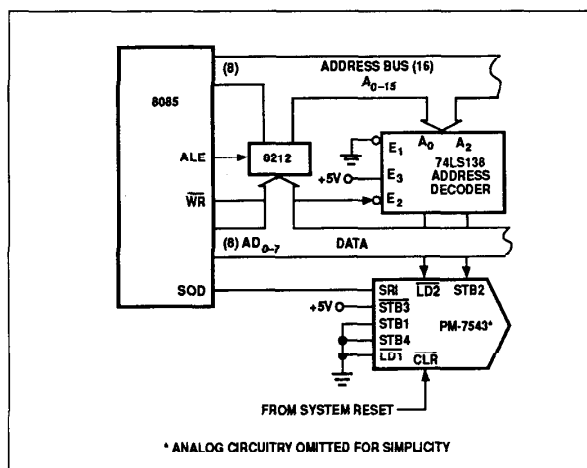 (8)
ADDRESS BUS (16)
A0–15
8085
ALE
8212
E1
A0
A2
74LS138
ADDRESS
DECODER
+5V
E3
WR
E2
(8) AD0–7
DATA
SOD
SRI
LD2
STB2
+5V
STB3
STB1
PM-7543*
STB4
LD1
CLR
FROM SYSTEM RESET
* ANALOG CIRCUITRY OMITTED FOR SIMPLICITY